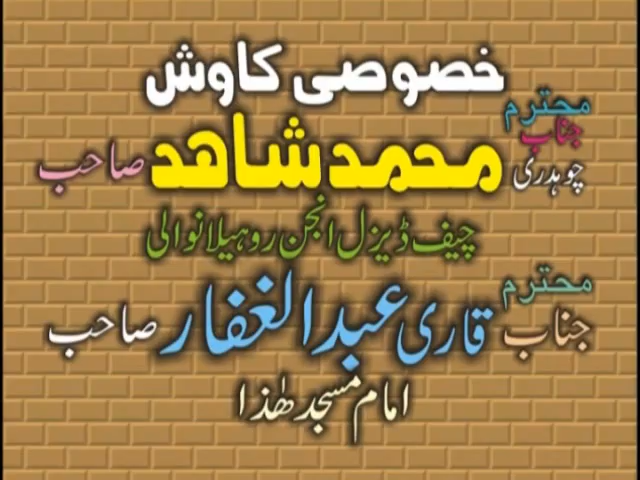 خصوصی کاوش
محترم جناب چوہدری محمد شاہد صاحب
چیف ڈیزل انجن روہیلانوالی
محترم جناب قاری عبدالغفار صاحب
امام مسجد ھٰذا